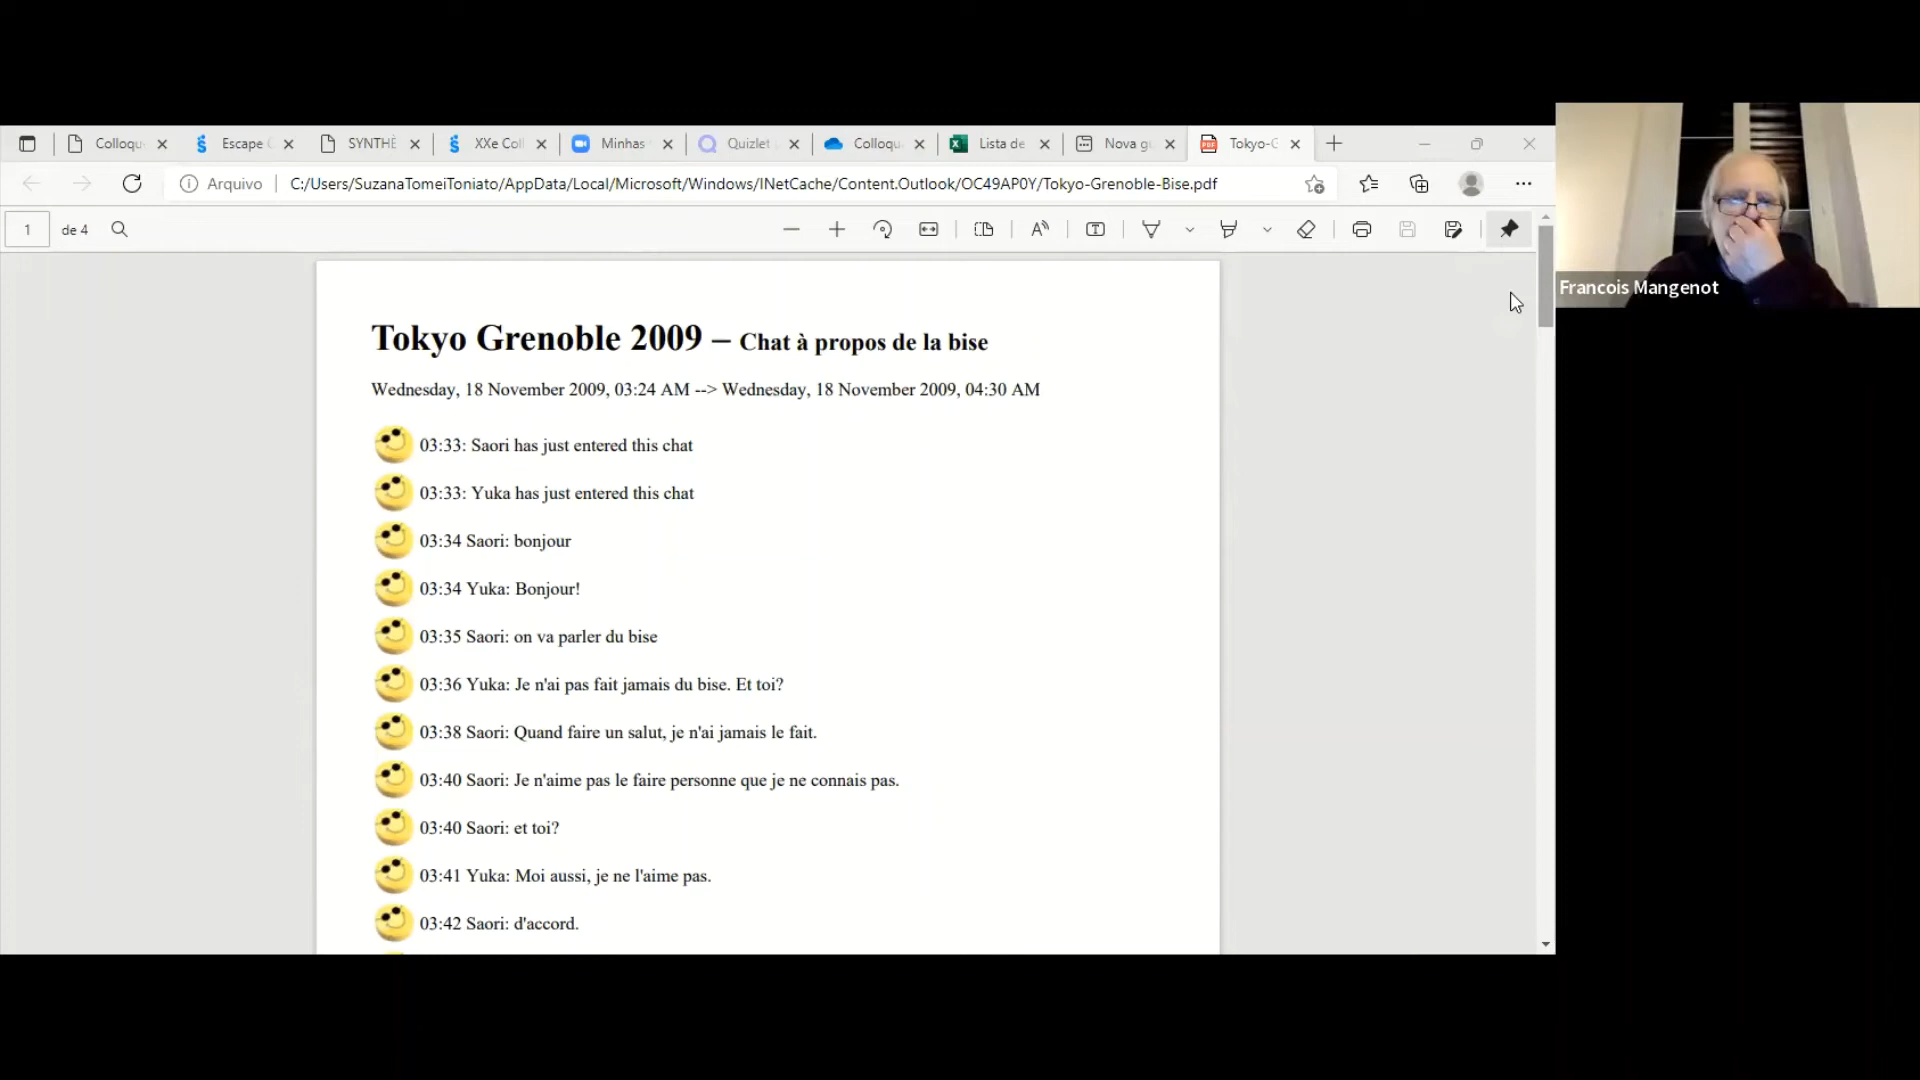 Colloqu
Escape
SYNTHÈ
XXe Coll
Minhas
Quizlet
Colloqu
Lista de
Nova g
Tokyo-G
Arquivo
C:/Users/SuzanaTomeiToniato/AppData/Local/Microsoft/Windows/INetCache/Content.Outlook/OC49AP0Y/Tokyo-Grenoble-Bise.pdf
1 de 4
Francois Mangenot
Tokyo Grenoble 2009 – Chat à propos de la bise
Wednesday, 18 November 2009, 03:24 AM --> Wednesday, 18 November 2009, 04:30 AM
03:33: Saori has just entered this chat
03:33: Yuka has just entered this chat
03:34 Saori: bonjour
03:34 Yuka: Bonjour!
03:35 Saori: on va parler du bise
03:36 Yuka: Je n'ai pas fait jamais du bise. Et toi?
03:38 Saori: Quand faire un salut, je n'ai jamais le fait.
03:40 Saori: Je n'aime pas le faire personne que je ne connais pas.
03:40 Saori: et toi?
03:41 Yuka: Moi aussi, je ne l'aime pas.
03:42 Saori: d'accord.